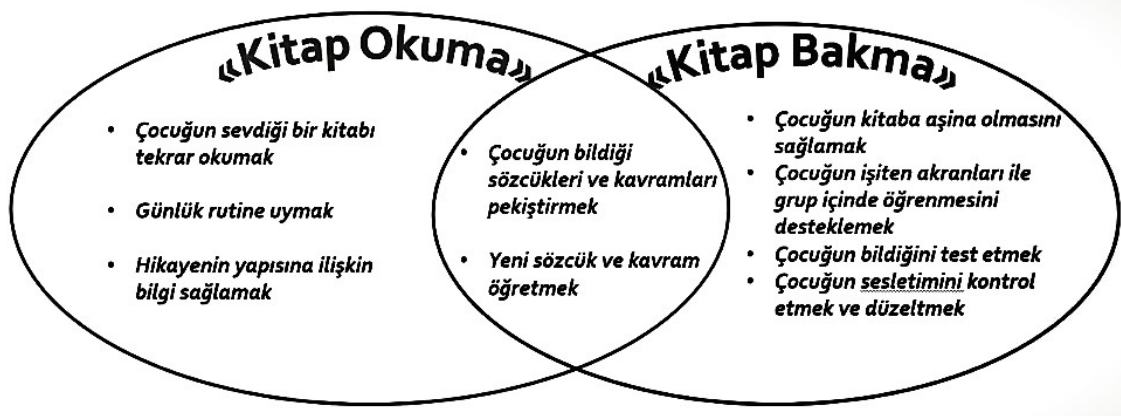 «Kitap Okuma»
• Çocuğun sevdiği bir kitabı
tekrar okumak
• Günlük rutine uymak
• Hikayenin yapısına ilişkin
bilgi sağlamak
• Çocuğun bildiği
sözcükleri ve kavramları
pekiştirmek
• Yeni sözcük ve kavram
öğretmek
«Kitap Bakma»
• Çocuğun kitaba aşina olmasını
sağlamak
• Çocuğun işiten akranları ile
grup içinde öğrenmesini
desteklemek
• Çocuğun bildiğini test etmek
• Çocuğun sesletimini kontrol
etmek ve düzeltmek